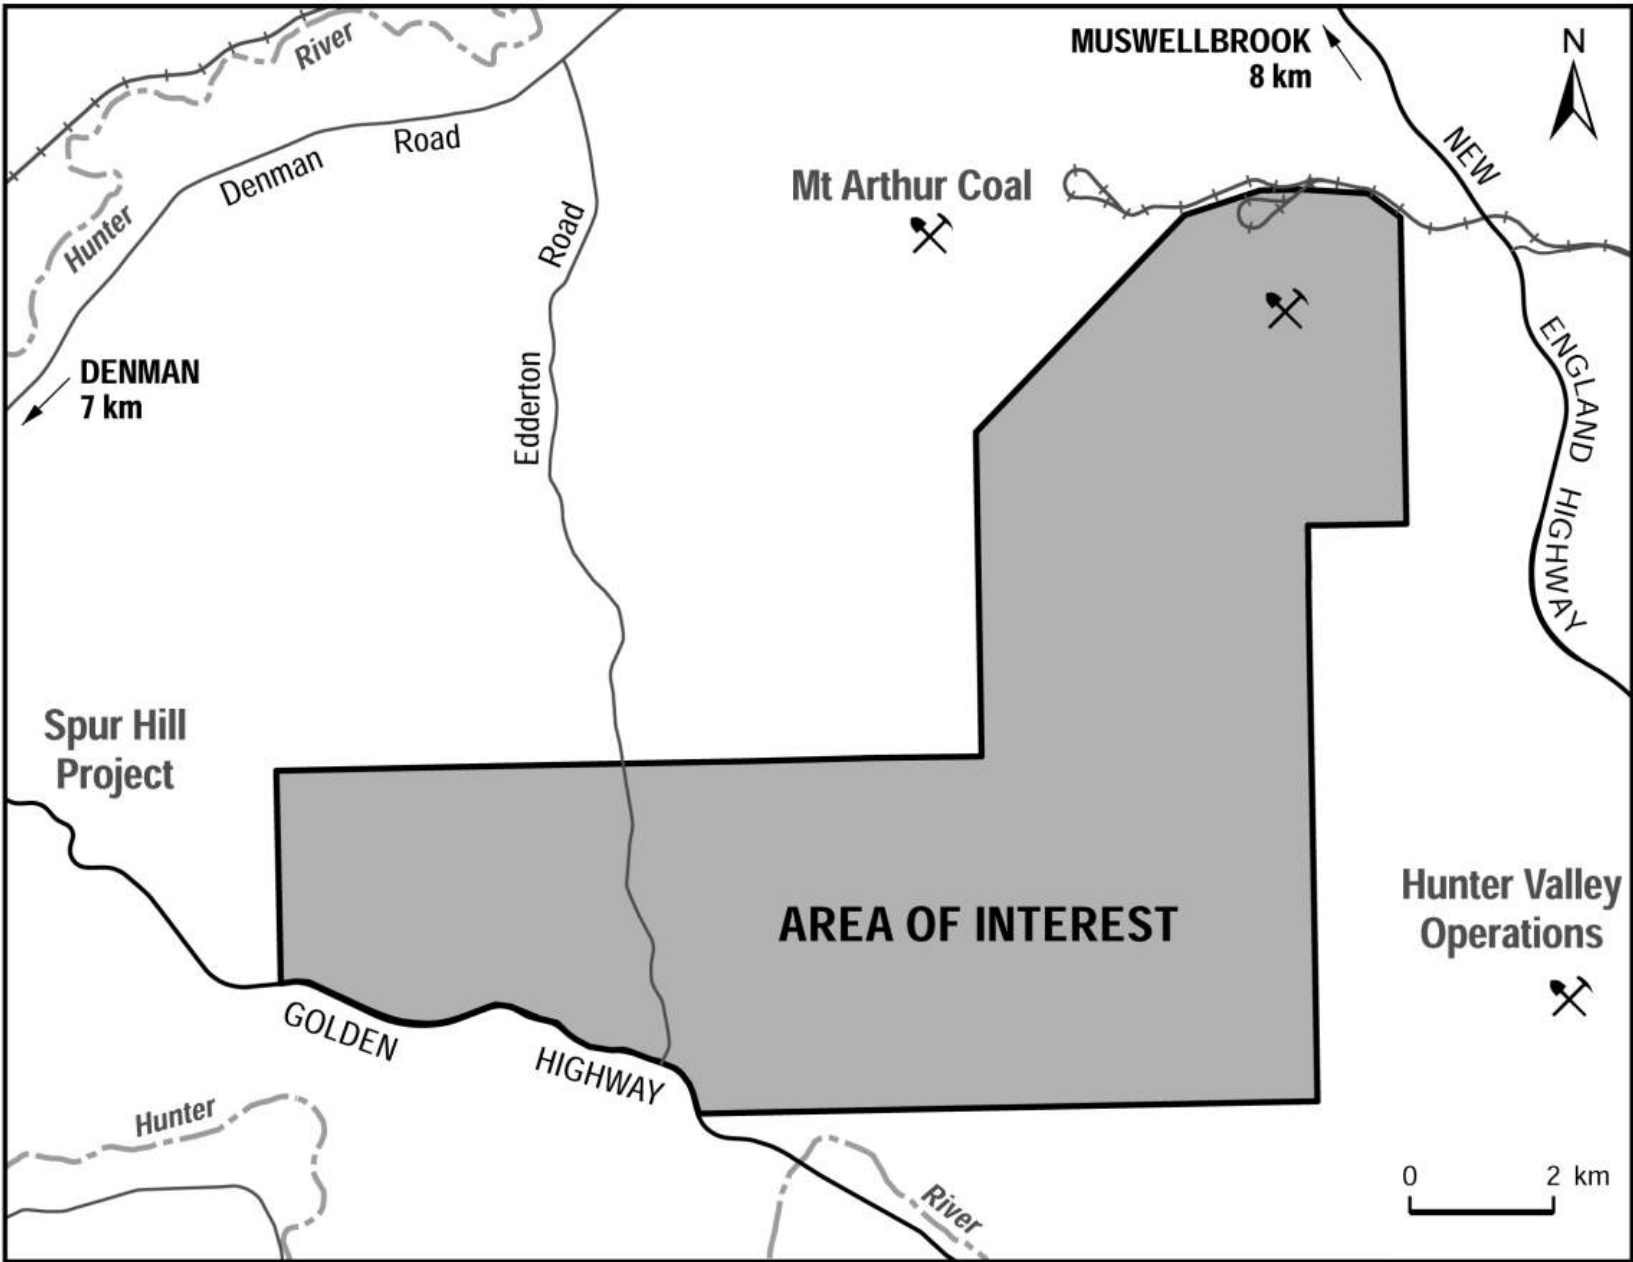 River
MUSWELLBROOK
8 km
N
Denman Road
NEW ENGLAND HIGHWAY
Mt Arthur Coal
Hunter
Edderton Road
DENMAN
7 km
Spur Hill
Project
AREA OF INTEREST
Hunter Valley
Operations
GOLDEN HIGHWAY
Hunter
River
0 2 km